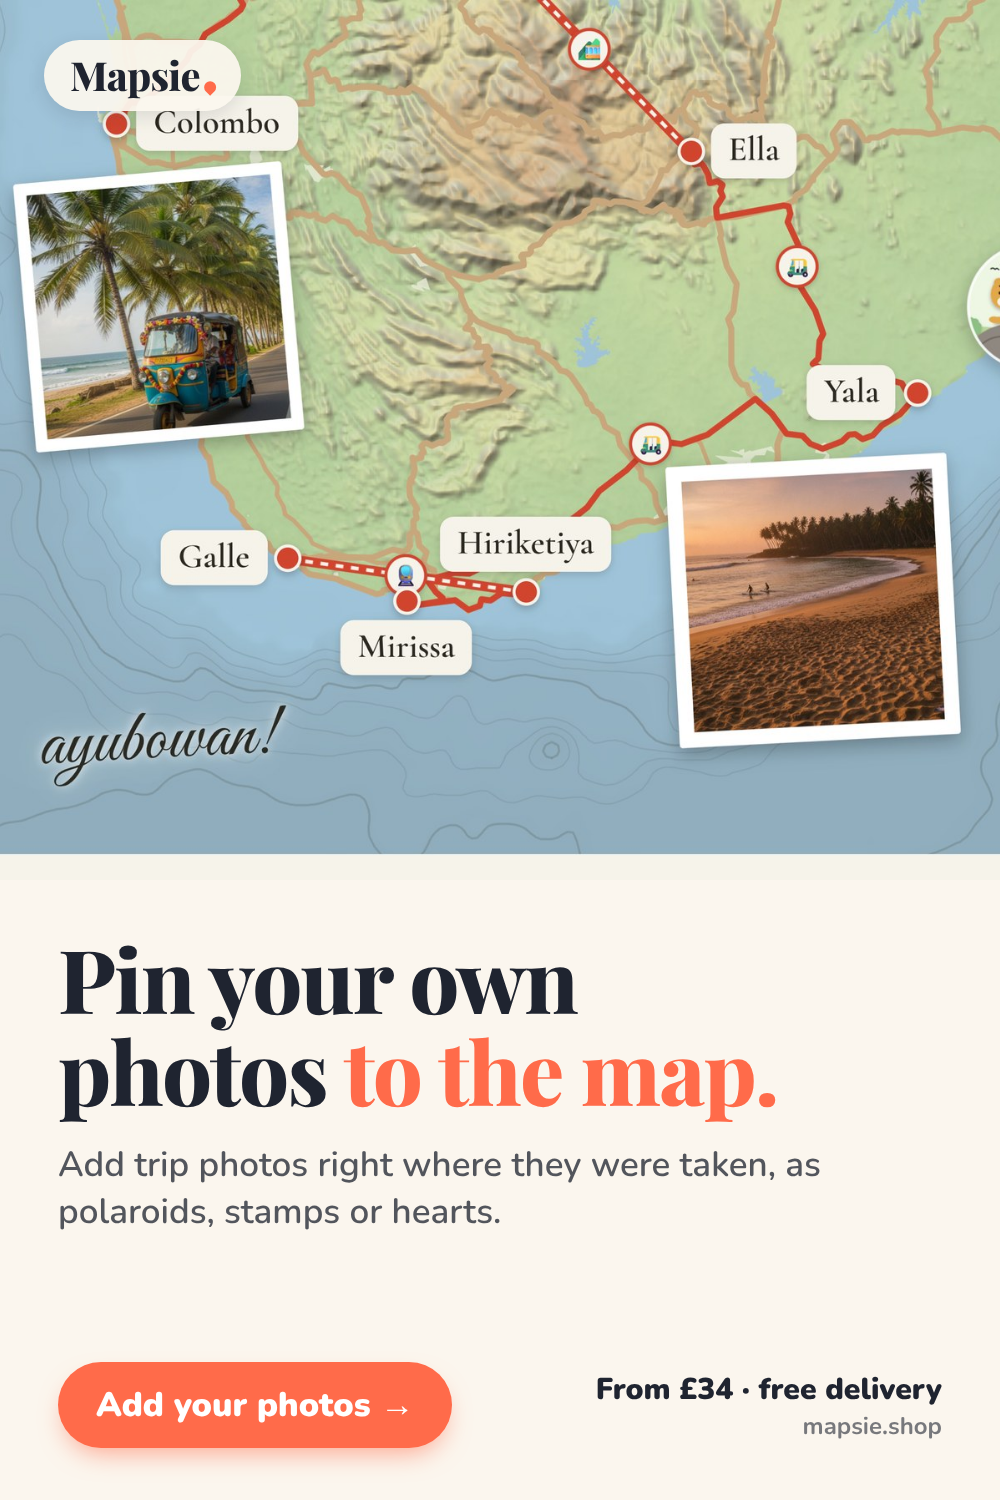 Mapsie.
Colombo
Ella
Yala
Galle
Hiriketiya
Mirissa
ayubowan!
Pin your own
photos to the map.
Add trip photos right where they were taken, as
polaroids, stamps or hearts.
Add your photos →
From £34 · free delivery
mapsie.shop